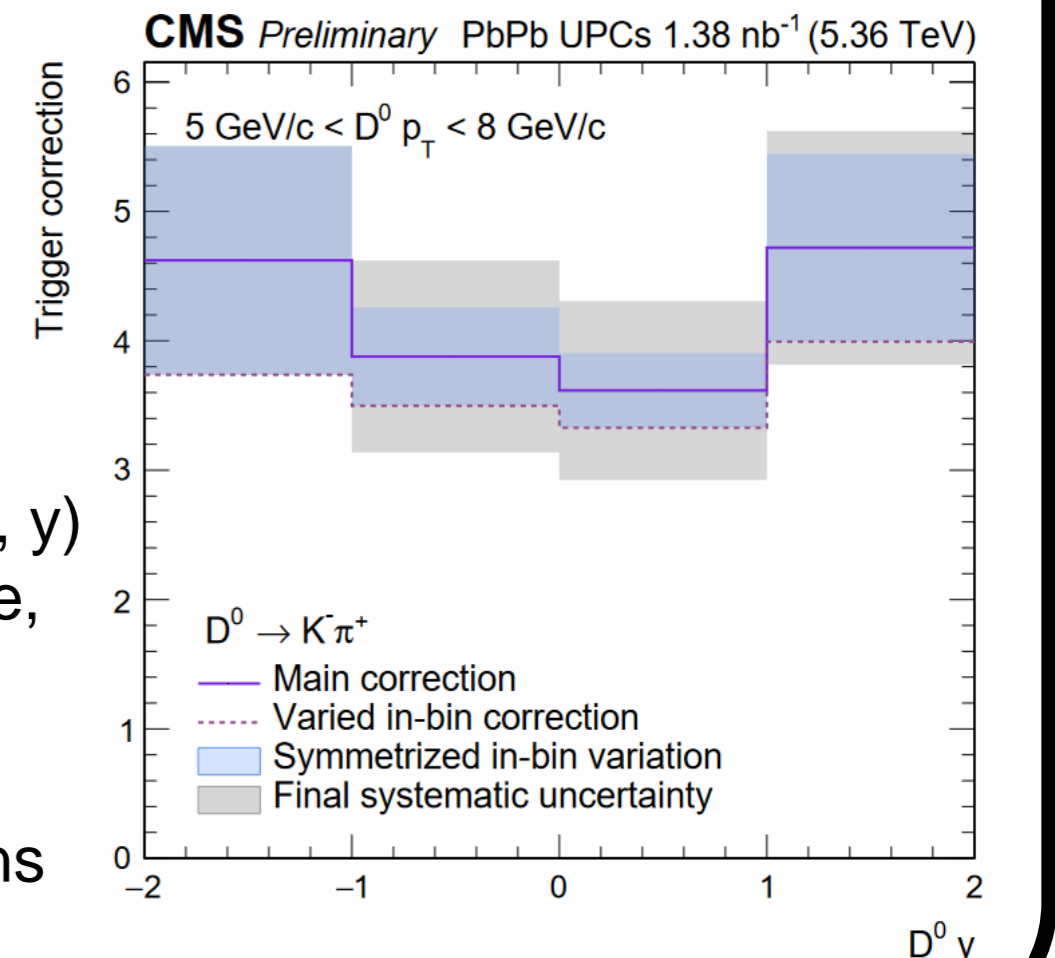 CMS Preliminary PbPb UPCs 1.38 nb⁻¹ (5.36 TeV)
Trigger correction
6
5 GeV/c < D⁰ p_T < 8 GeV/c
5
4
3
, y)
e,
2
D⁰ → K⁻π⁺
Main correction
Varied in-bin correction
1
Symmetrized in-bin variation
Final systematic uncertainty
0
ns
−2 −1 0 1 2
D⁰ y